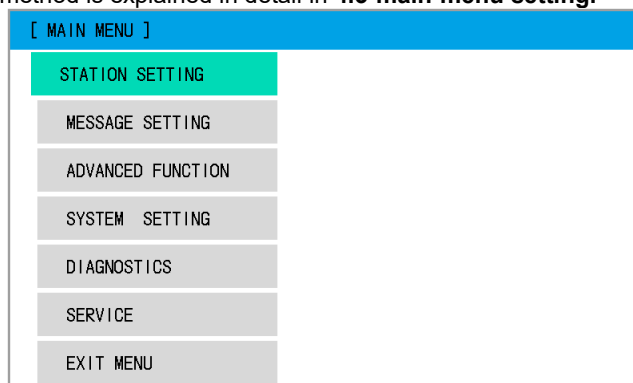 method is explained in detail in main menu setting.
[ MAIN MENU ]
STATION SETTING
MESSAGE SETTING
ADVANCED FUNCTION
SYSTEM SETTING
DIAGNOSTICS
SERVICE
EXIT MENU